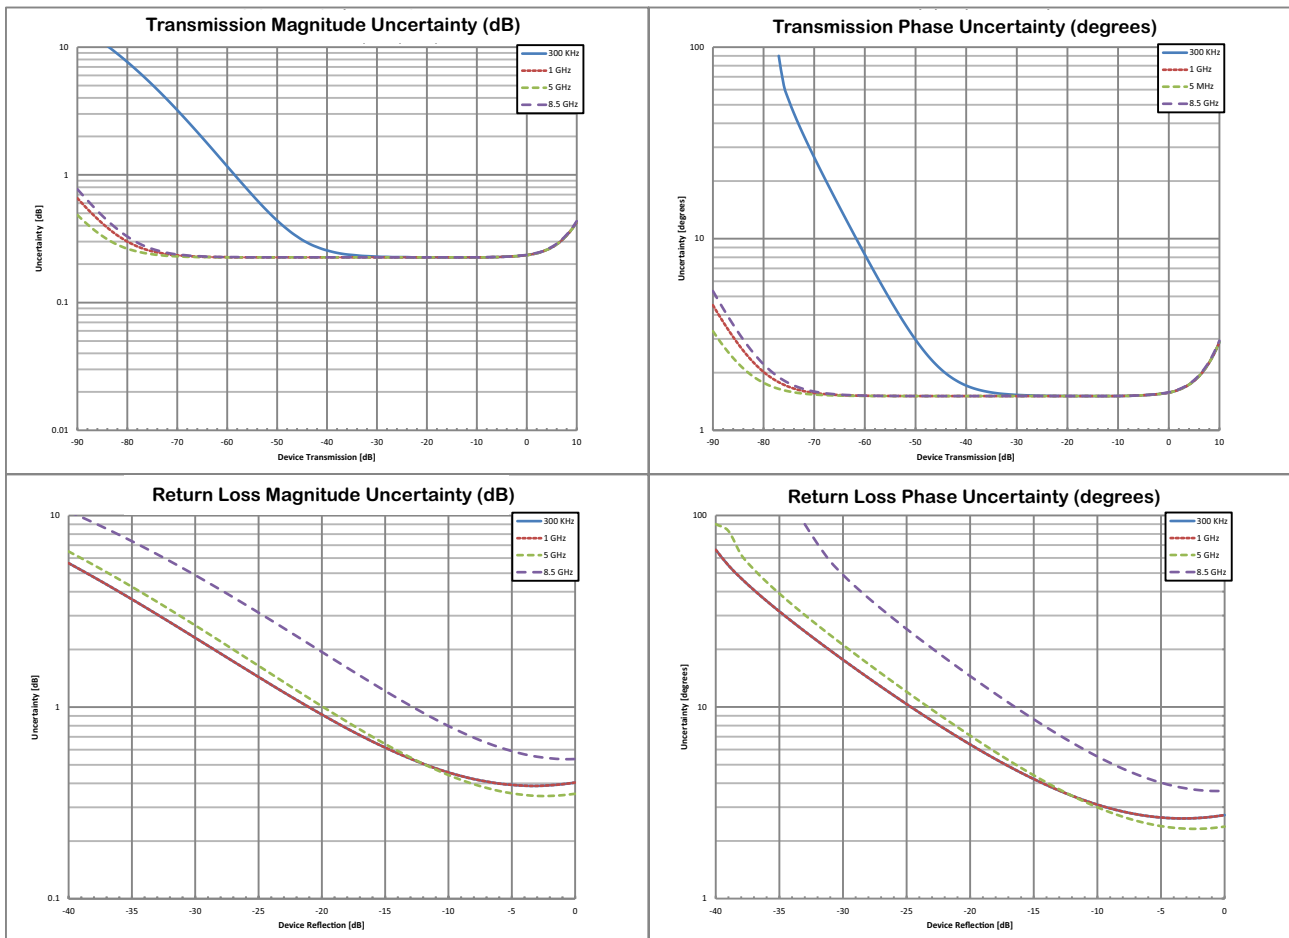 Transmission Magnitude Uncertainty (dB)
10
1
0.1
0.01
Uncertainty [dB]
300 KHz
1 GHz
5 GHz
8.5 GHz
-90 -80 -70 -60 -50 -40 -30 -20 -10 0 10
Device Transmission [dB]
Transmission Phase Uncertainty (degrees)
100
10
1
Uncertainty [degrees]
300 KHz
1 GHz
5 MHz
8.5 GHz
-90 -80 -70 -60 -50 -40 -30 -20 -10 0 10
Device Transmission [dB]
Return Loss Magnitude Uncertainty (dB)
10
1
0.1
Uncertainty [dB]
300 KHz
1 GHz
5 GHz
8.5 GHz
-40 -35 -30 -25 -20 -15 -10 -5 0
Device Reflection [dB]
Return Loss Phase Uncertainty (degrees)
100
10
1
Uncertainty [degrees]
300 KHz
1 GHz
5 GHz
8.5 GHz
-40 -35 -30 -25 -20 -15 -10 -5 0
Device Reflection [dB]